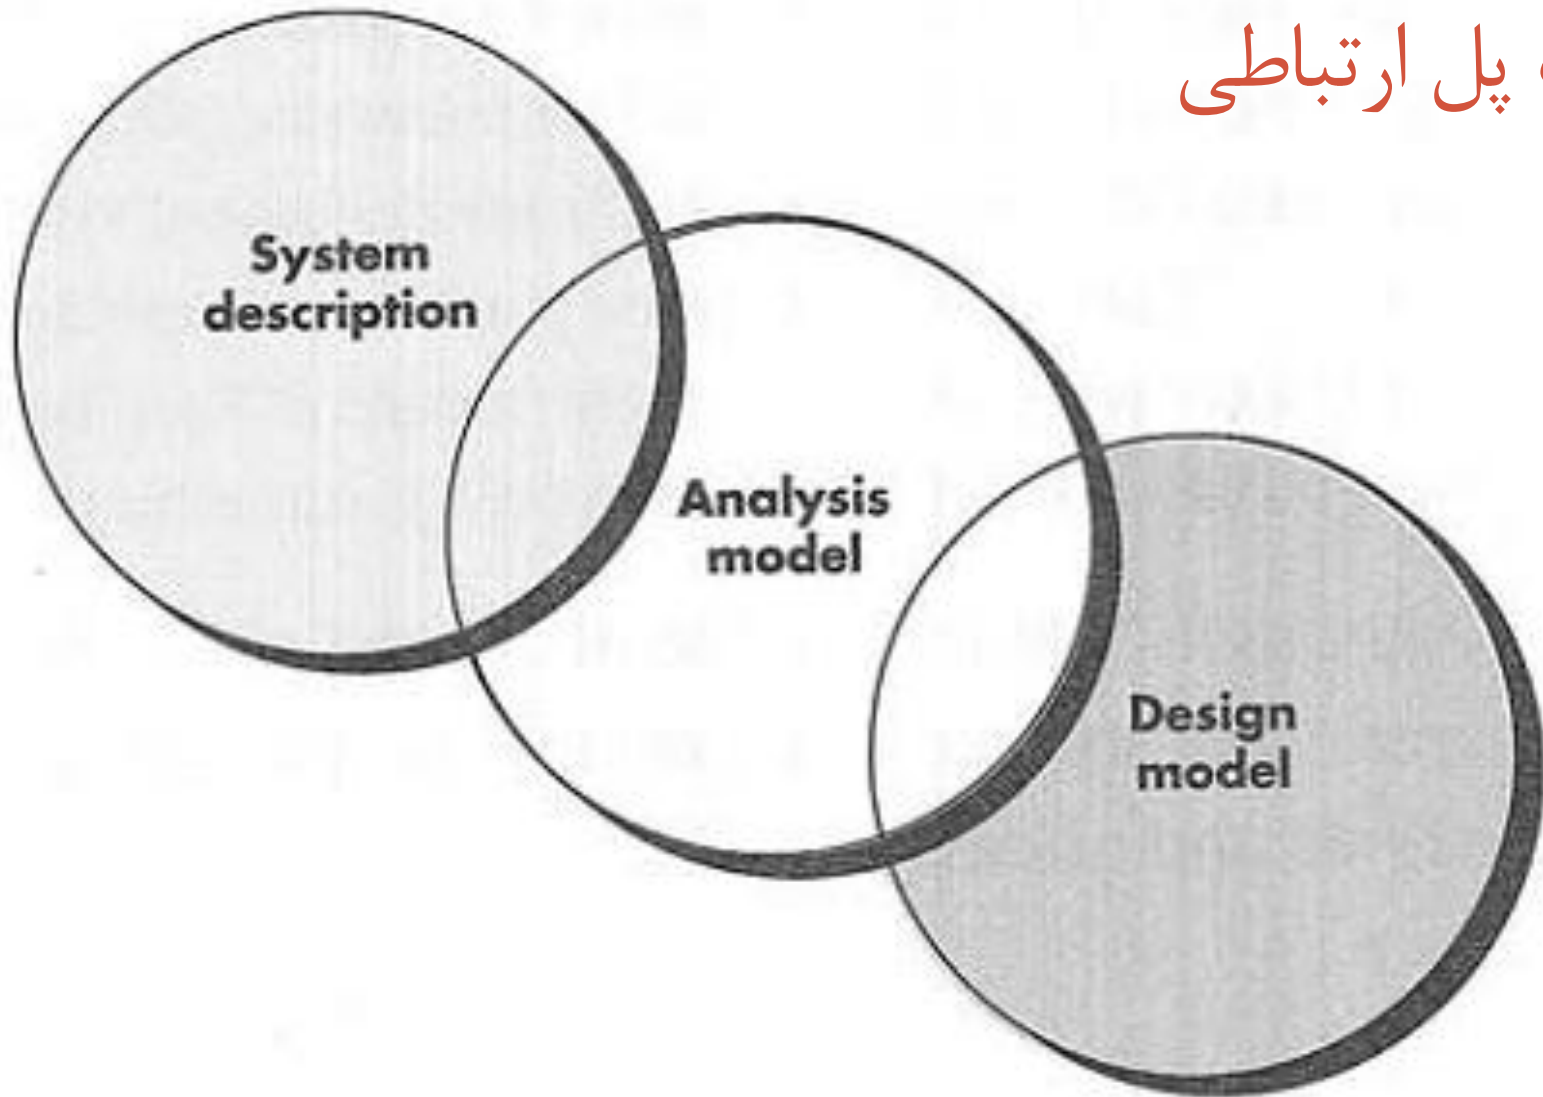 پل ارتباطی
System
description
Analysis
model
Design
model